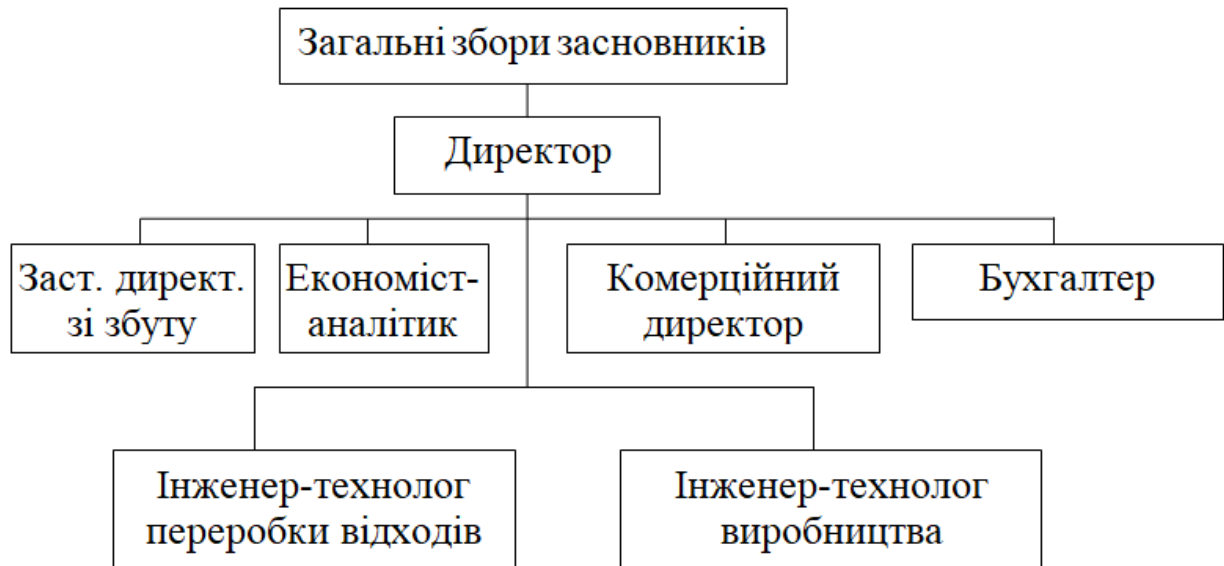 Загальні збори засновників
Директор
Заст. директ.
зі збуту
Економіст-
аналітик
Комерційний
директор
Бухгалтер
Інженер-технолог
переробки відходів
Інженер-технолог
виробництва